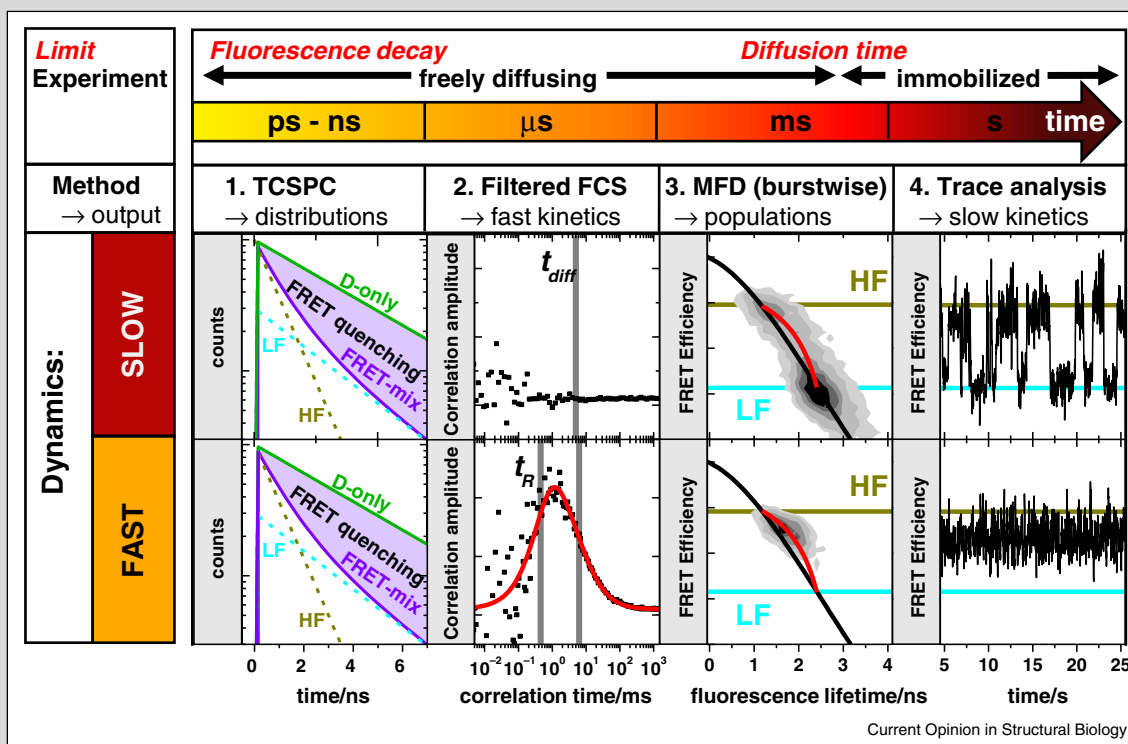 Limit
Experiment
Fluorescence decay
Diffusion time
freely diffusing
immobilized
ps - ns
μs
ms
s
time
Method
→ output
1. TCSPC
→ distributions
2. Filtered FCS
→ fast kinetics
3. MFD (burstwise)
→ populations
4. Trace analysis
→ slow kinetics
Dynamics:
SLOW
counts
D-only
FRET quenching
FRET-mix
LF
HF
Correlation amplitude
t_diff
FRET Efficiency
HF
LF
FRET Efficiency
FAST
counts
D-only
FRET quenching
FRET-mix
LF
HF
Correlation amplitude
t_R
FRET Efficiency
HF
LF
FRET Efficiency
0 2 4 6
time/ns
10⁻² 10⁻¹ 10⁰ 10¹ 10² 10³
correlation time/ms
0 1 2 3 4
fluorescence lifetime/ns
5 10 15 20 25
time/s
Current Opinion in Structural Biology